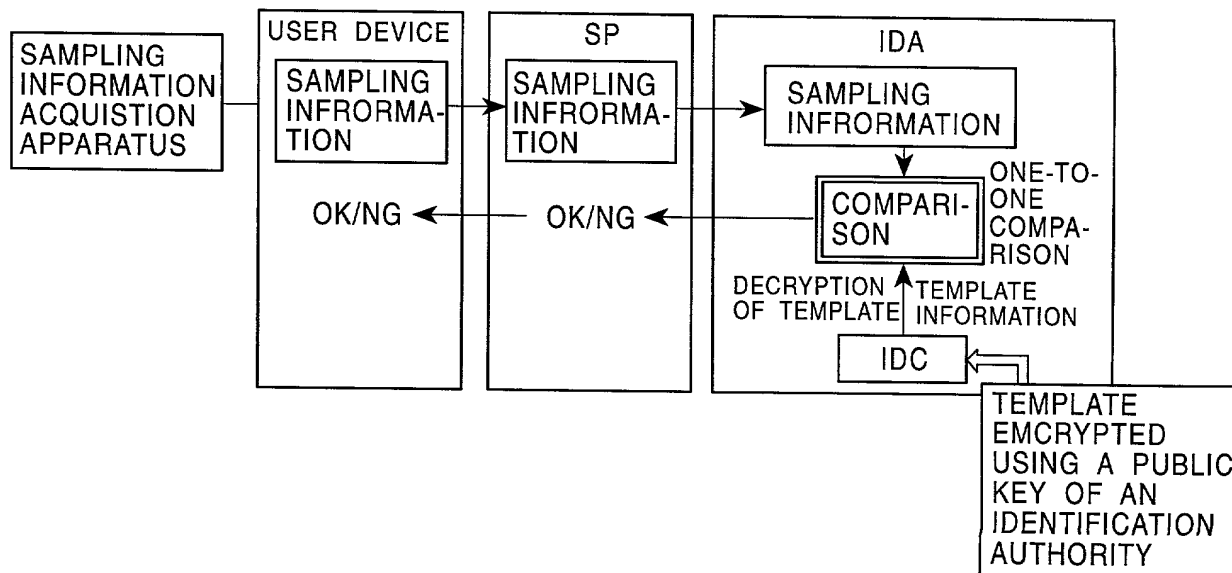 SAMPLING
INFORMATION
ACQUISTION
APPARATUS
USER DEVICE
SAMPLING
INFRORMA-
TION
OK/NG
SP
SAMPLING
INFRORMA-
TION
OK/NG
IDA
SAMPLING
INFRORMATION
COMPARI-
SON
ONE-TO-
ONE
COMPA-
RISON
DECRYPTION
OF TEMPLATE
TEMPLATE
INFORMATION
IDC
TEMPLATE
EMCRYPTED
USING A PUBLIC
KEY OF AN
IDENTIFICATION
AUTHORITY